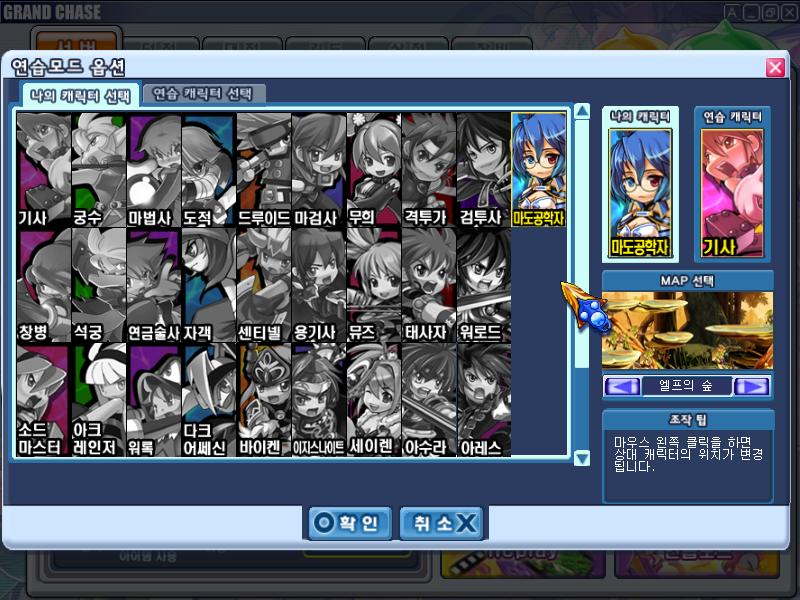 GRAND CHASE
연습모드 옵션
나의 캐릭터 선택
연습 캐릭터 선택
기사
궁수
마법사
도적
드루이드
마검사
무희
격투가
검투사
마도공학자
창병
석궁
연금술사
자객
센티넬
용기사
뮤즈
태사자
워로드
소드
마스터
아크
레인저
워록
다크
어쌔신
바이켄
이지스나이트
세이렌
아수라
아레스
나의 캐릭터
마도공학자
연습 캐릭터
기사
MAP 선택
엘프의 숲
조작 팁
마우스 왼쪽 클릭을 하면
상대 캐릭터의 위치가 변경
됩니다.
확 인
취 소
아이템 사용